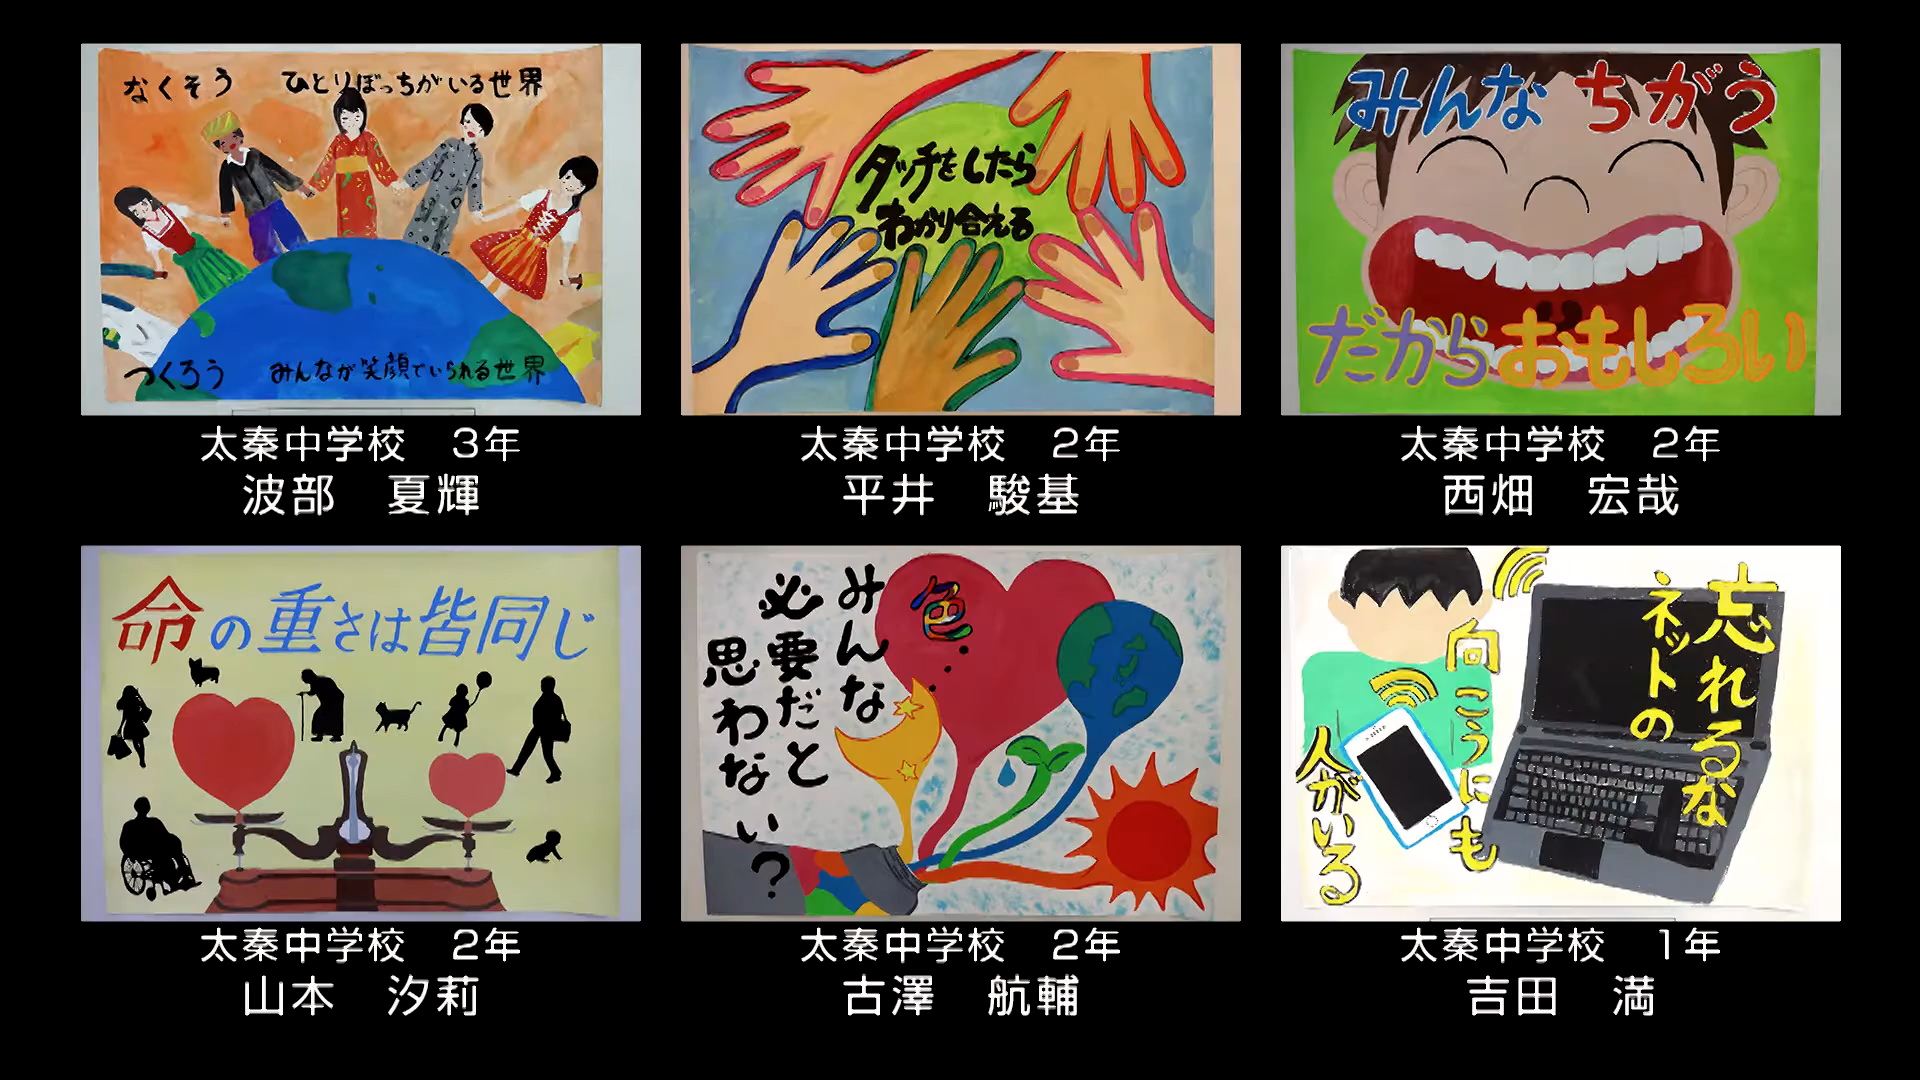 なくそう ひとりぼっちがいる世界
つくろう みんなが笑顔でいられる世界
太秦中学校 3年
波部 夏輝
タッチをしたら
わかり合える
太秦中学校 2年
平井 駿基
みんな ちがう
だから おもしろい
太秦中学校 2年
西畑 宏哉
命の重さは皆同じ
太秦中学校 2年
山本 汐莉
色
みんな
必要だと
思わない?
太秦中学校 2年
古澤 航輔
忘れるな
ネットの
向こうにも
人がいる
太秦中学校 1年
吉田 満